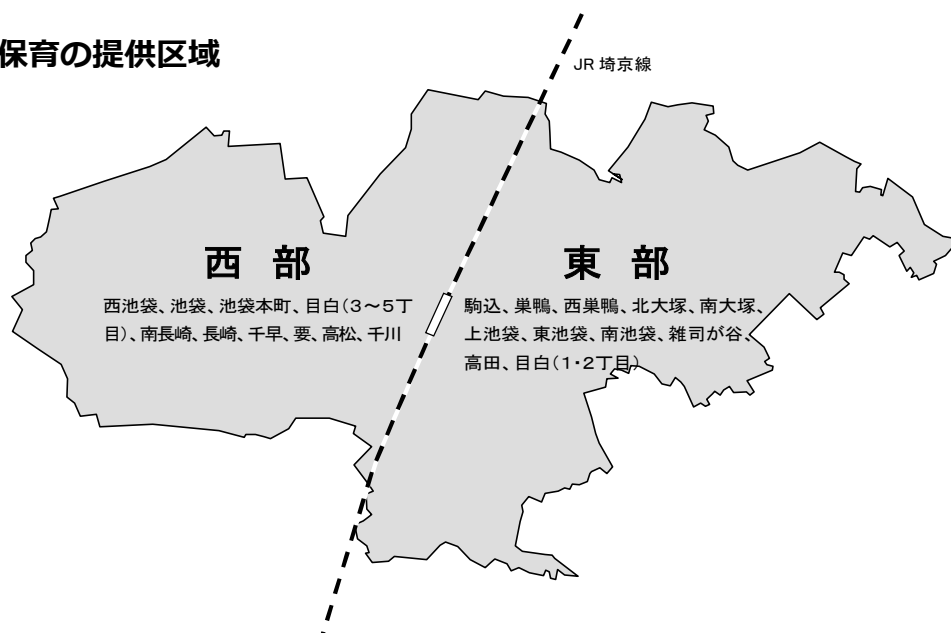 保育の提供区域
JR 埼京線
西 部
西池袋、池袋、池袋本町、目白(3～5丁
目)、南長崎、長崎、千早、要、高松、千川
東 部
駒込、巣鴨、西巣鴨、北大塚、南大塚、
上池袋、東池袋、南池袋、雑司が谷、
高田、目白(1・2丁目)